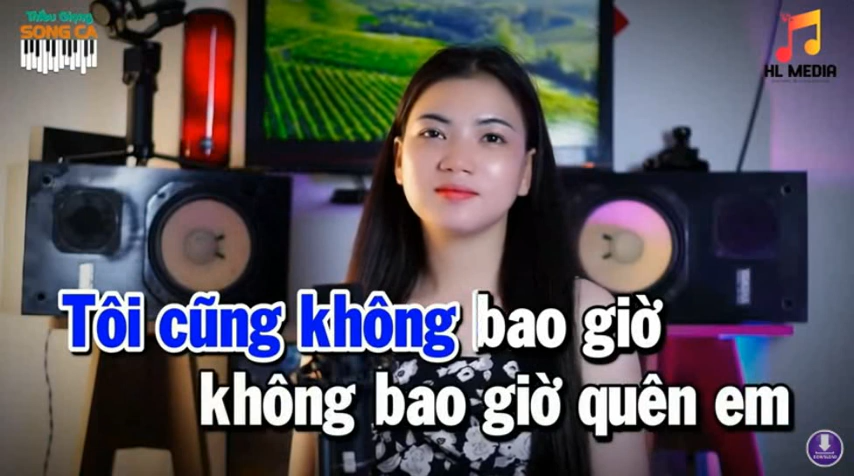 Thiếu Giọng
SONG CA
HL MEDIA
Tôi cũng không bao giờ
không bao giờ quên em